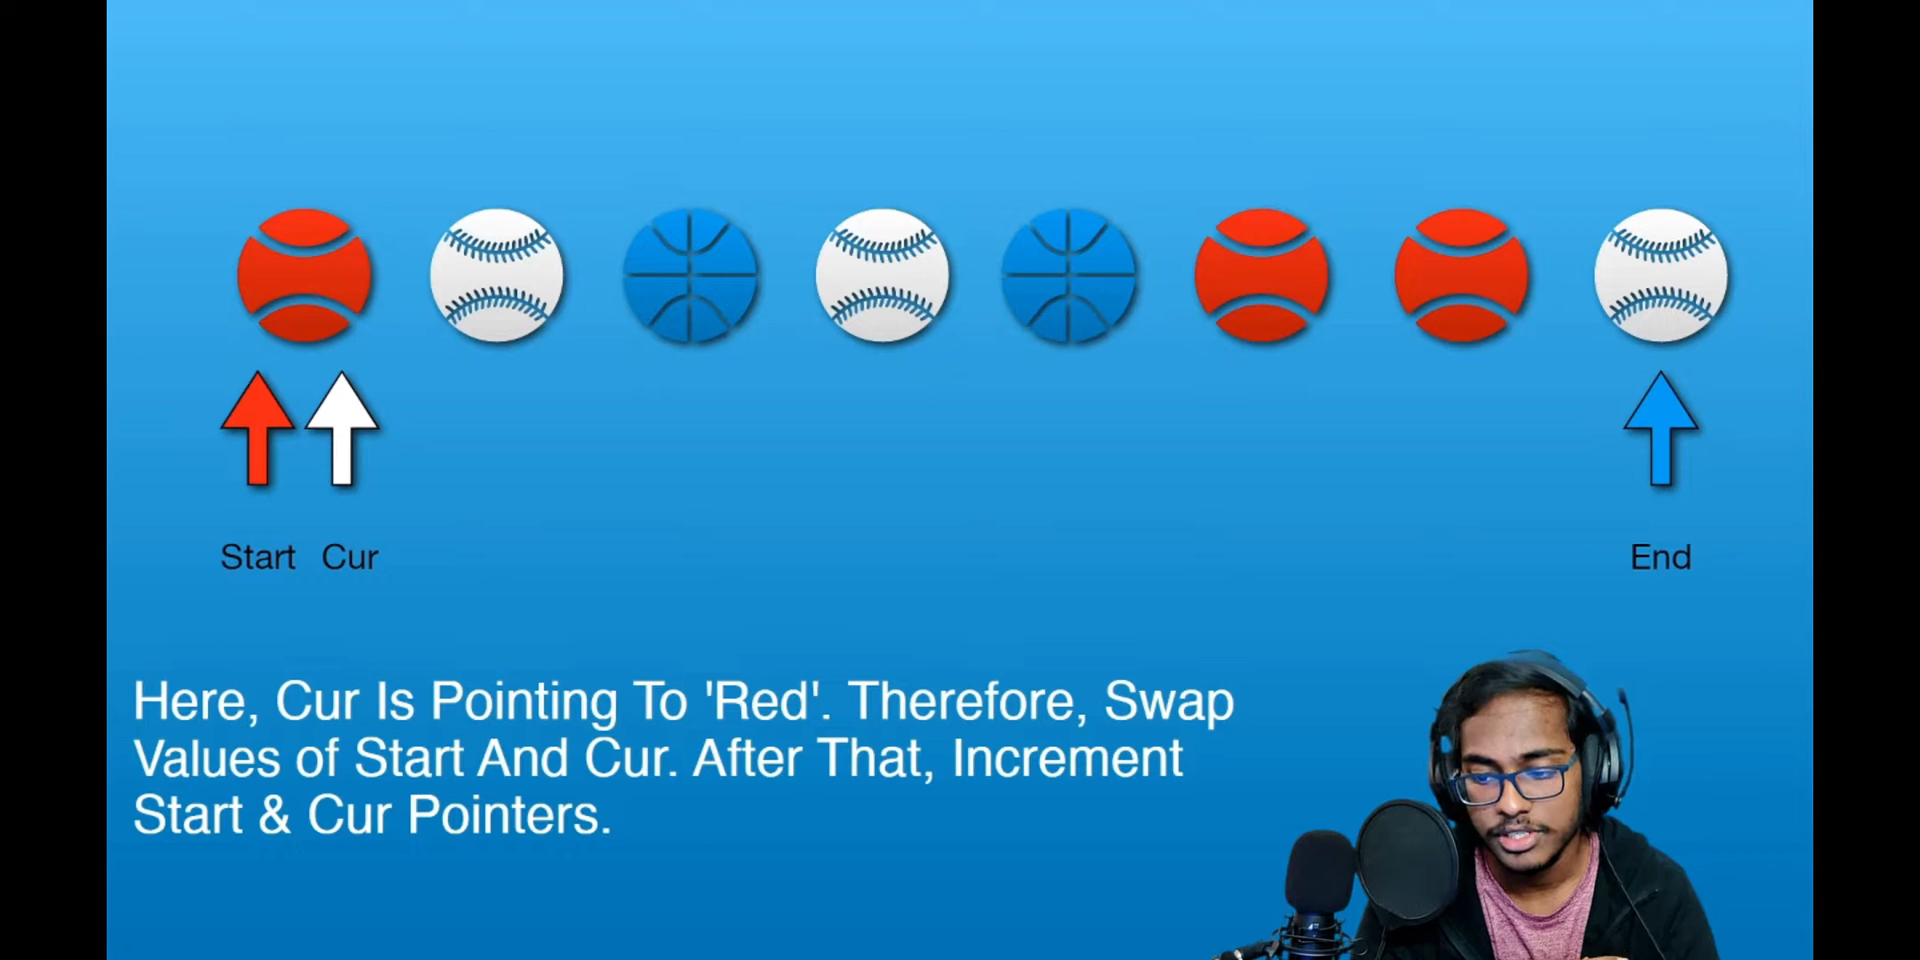 Start Cur End
Here, Cur Is Pointing To 'Red'. Therefore, Swap
Values of Start And Cur. After That, Increment
Start & Cur Pointers.